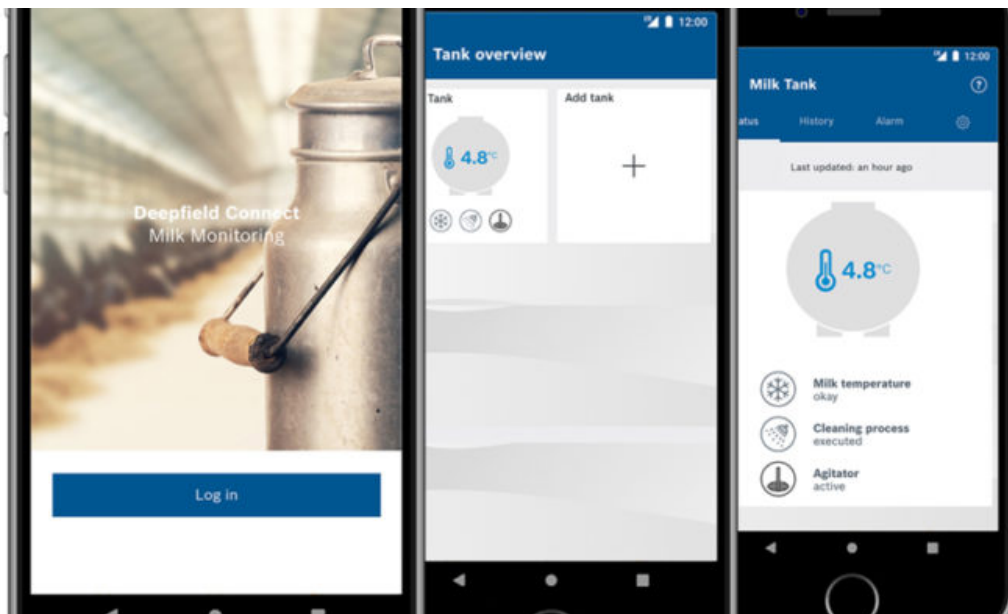 Deepfield Connect
Milk Monitoring
Log in
12:00
Tank overview
Tank
Add tank
4.8°C
12:00
Milk Tank
atus
History
Alarm
Last updated: an hour ago
4.8°C
Milk temperature
okay
Cleaning process
executed
Agitator
active